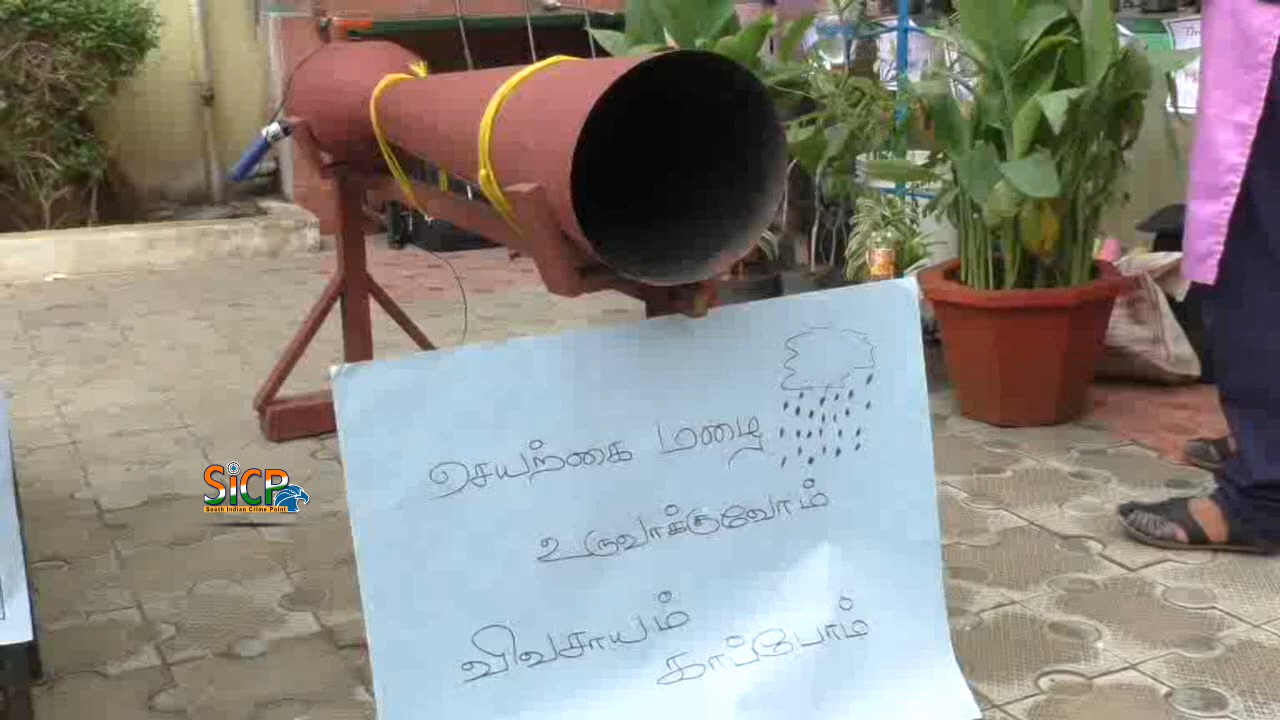 SiCP
South Indian Crime Point
செயற்கை மழை
உருவாக்குவோம்
விவசாயம்
காப்போம்